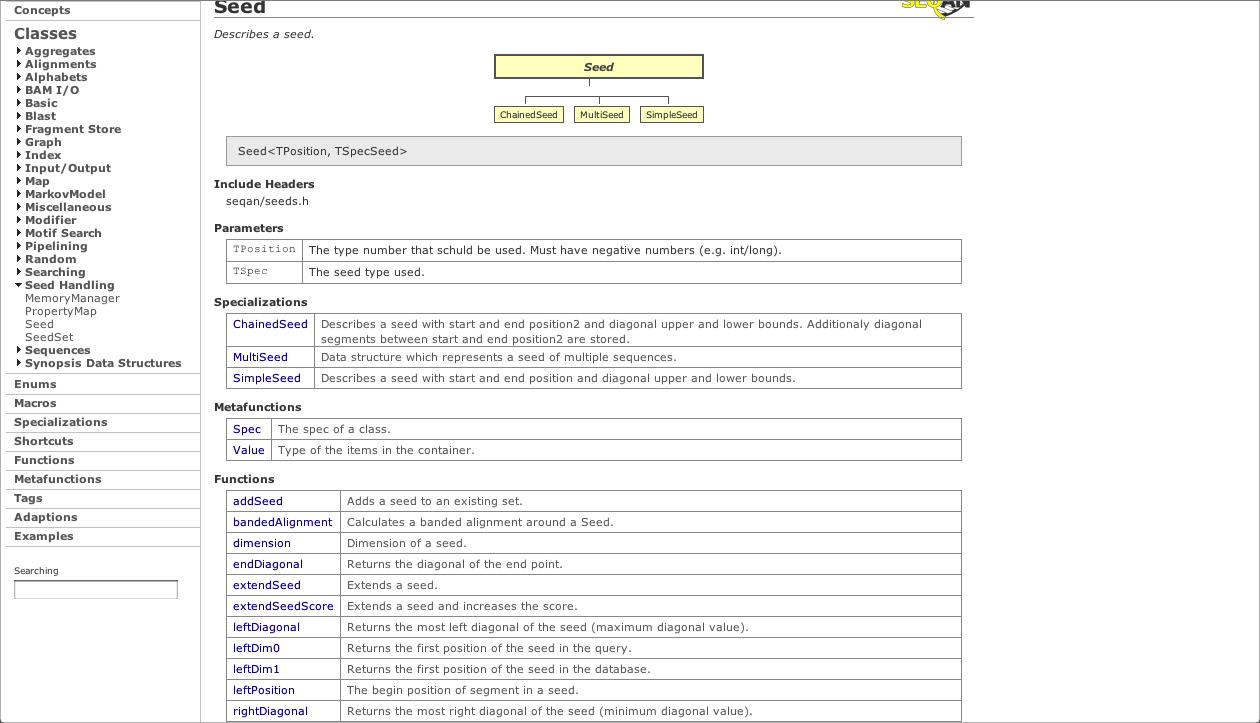 Concepts
Classes
Aggregates
Alignments
Alphabets
BAM I/O
Basic
Blast
Fragment Store
Graph
Index
Input/Output
Map
MarkovModel
Miscellaneous
Modifier
Motif Search
Pipelining
Random
Searching
Seed Handling
MemoryManager
PropertyMap
Seed
SeedSet
Sequences
Synopsis Data Structures
Enums
Macros
Specializations
Shortcuts
Functions
Metafunctions
Tags
Adaptions
Examples
Searching
Seed
SEQAN
Describes a seed.
Seed
ChainedSeed MultiSeed SimpleSeed
Seed<TPosition, TSpecSeed>
Include Headers
seqan/seeds.h
Parameters
TPosition The type number that schuld be used. Must have negative numbers (e.g. int/long).
TSpec The seed type used.
Specializations
ChainedSeed Describes a seed with start and end position2 and diagonal upper and lower bounds. Additionaly diagonal
segments between start and end position2 are stored.
MultiSeed Data structure which represents a seed of multiple sequences.
SimpleSeed Describes a seed with start and end position and diagonal upper and lower bounds.
Metafunctions
Spec The spec of a class.
Value Type of the items in the container.
Functions
addSeed Adds a seed to an existing set.
bandedAlignment Calculates a banded alignment around a Seed.
dimension Dimension of a seed.
endDiagonal Returns the diagonal of the end point.
extendSeed Extends a seed.
extendSeedScore Extends a seed and increases the score.
leftDiagonal Returns the most left diagonal of the seed (maximum diagonal value).
leftDim0 Returns the first position of the seed in the query.
leftDim1 Returns the first position of the seed in the database.
leftPosition The begin position of segment in a seed.
rightDiagonal Returns the most right diagonal of the seed (minimum diagonal value).